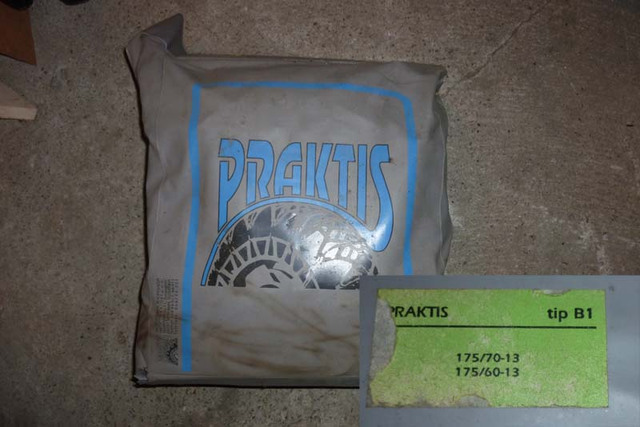 PRAKTIS
PRAKTIS tip B1
175/70-13
175/60-13